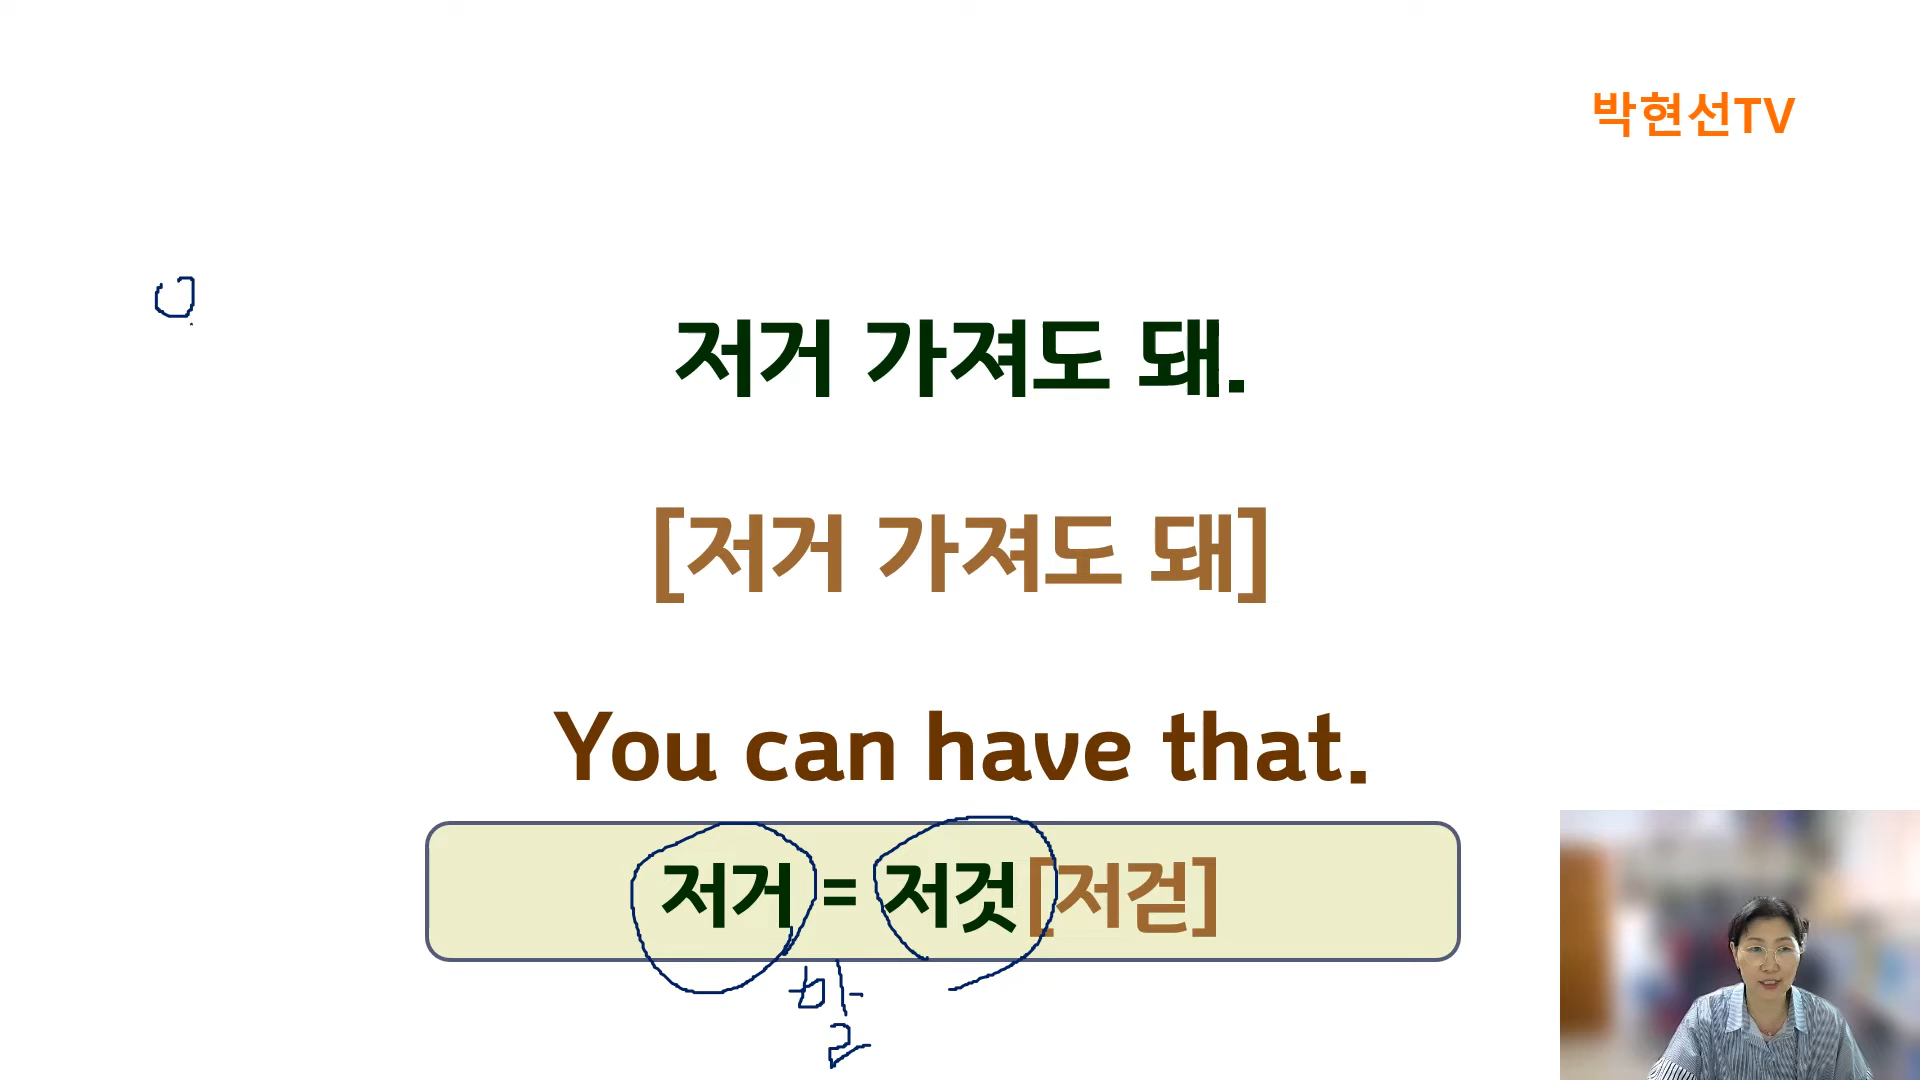 박현선TV
저거 가져도 돼.
[저거 가져도 돼]
You can have that.
저거 = 저것[저걷]